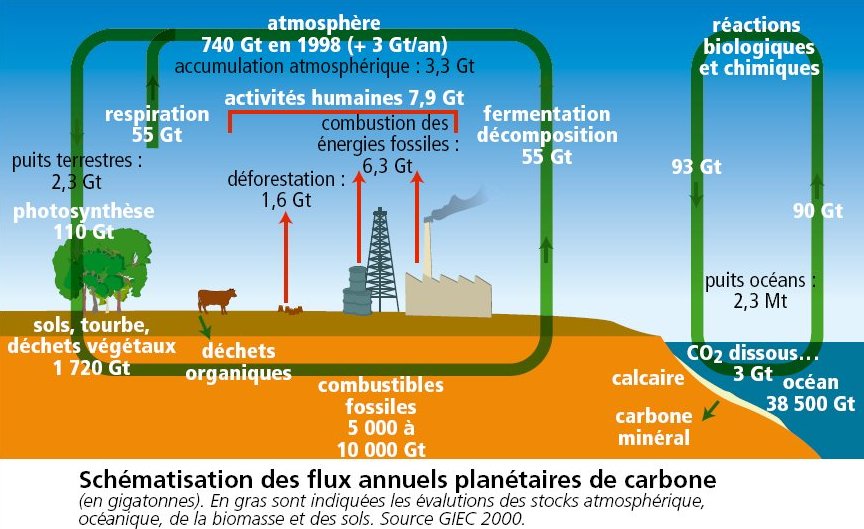 atmosphère
740 Gt en 1998 (+ 3 Gt/an)
accumulation atmosphérique : 3,3 Gt
réactions
biologiques
et chimiques
activités humaines 7,9 Gt
respiration
55 Gt
combustion des
énergies fossiles :
6,3 Gt
fermentation
décomposition
55 Gt
puits terrestres :
2,3 Gt
déforestation :
1,6 Gt
93 Gt
photosynthèse
110 Gt
90 Gt
puits océans :
2,3 Mt
sols, tourbe,
déchets végétaux
1 720 Gt
déchets
organiques
combustibles
fossiles
5 000 à
10 000 Gt
CO2 dissous...
3 Gt
calcaire
océan
38 500 Gt
carbone
minéral
Schématisation des flux annuels planétaires de carbone
(en gigatonnes). En gras sont indiquées les évalutions des stocks atmosphérique,
océanique, de la biomasse et des sols. Source GIEC 2000.